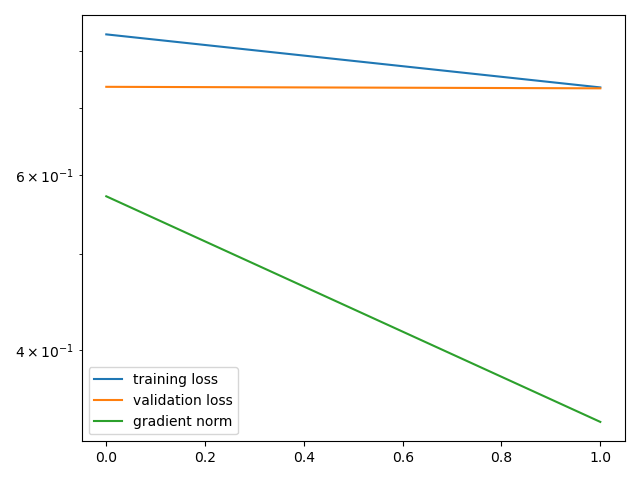 6 × 10⁻¹
4 × 10⁻¹
training loss
validation loss
gradient norm
0.0 0.2 0.4 0.6 0.8 1.0